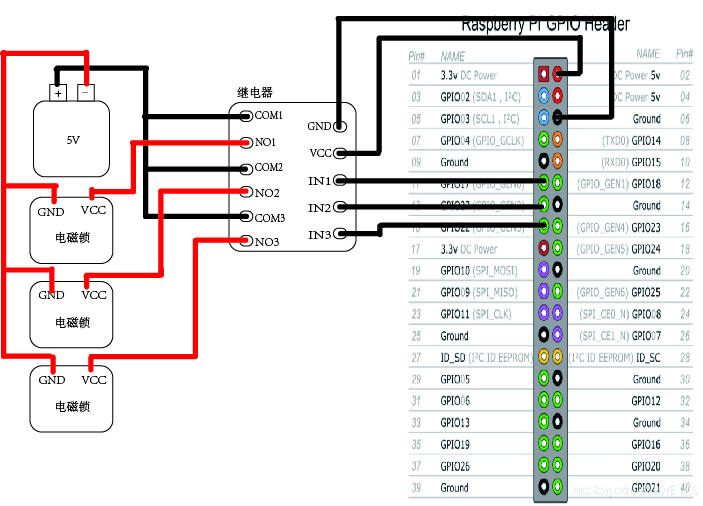 Raspberry Pi GPIO Header
Pin# NAME NAME Pin#
01 3.3v DC Power DC Power 5v 02
03 GPIO02 (SDA1 , I²C) DC Power 5v 04
05 GPIO03 (SCL1 , I²C) Ground 06
07 GPIO04 (GPIO_GCLK) (TXD0) GPIO14 08
09 Ground (RXD0) GPIO15 10
11 GPIO17 (GPIO_GEN0) (GPIO_GEN1) GPIO18 12
13 GPIO27 (GPIO_GEN2) Ground 14
15 GPIO22 (GPIO_GEN3) (GPIO_GEN4) GPIO23 16
17 3.3v DC Power (GPIO_GEN5) GPIO24 18
19 GPIO10 (SPI_MOSI) Ground 20
21 GPIO09 (SPI_MISO) (GPIO_GEN6) GPIO25 22
23 GPIO11 (SPI_CLK) (SPI_CE0_N) GPIO08 24
25 Ground (SPI_CE1_N) GPIO07 26
27 ID_SD (I²C ID EEPROM) (I²C ID EEPROM) ID_SC 28
29 GPIO05 Ground 30
31 GPIO06 GPIO12 32
33 GPIO13 Ground 34
35 GPIO19 GPIO16 36
37 GPIO26 GPIO20 38
39 Ground GPIO21 40
+ −
5V
继电器
COM1
NO1
COM2
NO2
COM3
NO3
GND
VCC
IN1
IN2
IN3
GND VCC
电磁锁
GND VCC
电磁锁
GND VCC
电磁锁